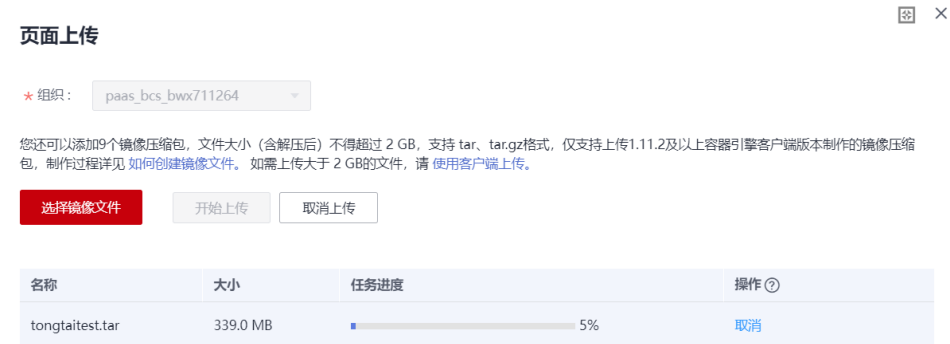 页面上传
* 组织： paas_bcs_bwx711264
您还可以添加9个镜像压缩包，文件大小（含解压后）不得超过 2 GB，支持 tar、tar.gz格式，仅支持上传1.11.2及以上容器引擎客户端版本制作的镜像压缩
包，制作过程详见 如何创建镜像文件。 如需上传大于 2 GB的文件，请 使用客户端上传。
选择镜像文件 开始上传 取消上传
名称 大小 任务进度 操作 ?
tongtaitest.tar 339.0 MB 5% 取消